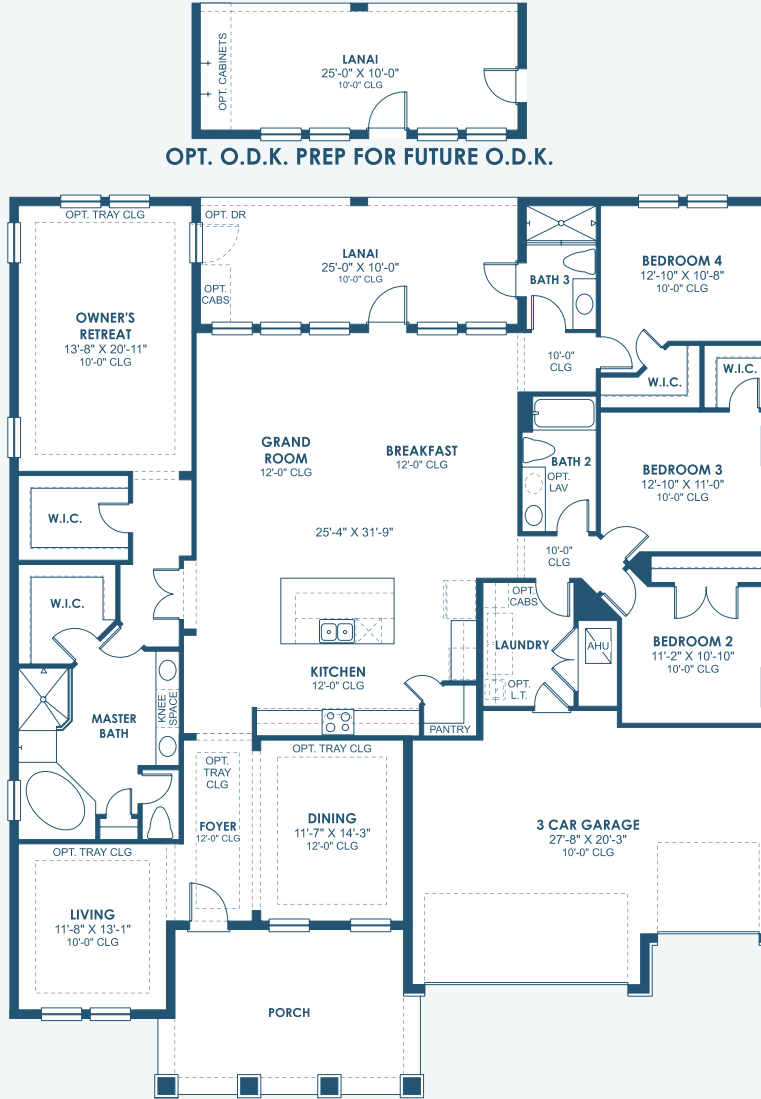 OPT. CABINETS
LANAI
25'-0" X 10'-0"
10'-0" CLG
OPT. O.D.K. PREP FOR FUTURE O.D.K.
OPT. TRAY CLG
OPT. DR
LANAI
25'-0" X 10'-0"
10'-0" CLG
OPT.
CABS
BATH 3
BEDROOM 4
12'-10" X 10'-8"
10'-0" CLG
OWNER'S
RETREAT
13'-8" X 20'-11"
10'-0" CLG
10'-0"
CLG
W.I.C.
W.I.C.
GRAND
ROOM
12'-0" CLG
BREAKFAST
12'-0" CLG
BATH 2
OPT.
LAV
BEDROOM 3
12'-10" X 11'-0"
10'-0" CLG
W.I.C.
25'-4" X 31'-9"
10'-0"
CLG
W.I.C.
OPT.
CABS
LAUNDRY
AHU
BEDROOM 2
11'-2" X 10'-10"
10'-0" CLG
KITCHEN
12'-0" CLG
OPT.
L.T.
KNEE
SPACE
MASTER
BATH
PANTRY
OPT.
TRAY
CLG
OPT. TRAY CLG
FOYER
12'-0" CLG
DINING
11'-7" X 14'-3"
12'-0" CLG
3 CAR GARAGE
27'-8" X 20'-3"
10'-0" CLG
OPT. TRAY CLG
LIVING
11'-8" X 13'-1"
10'-0" CLG
PORCH